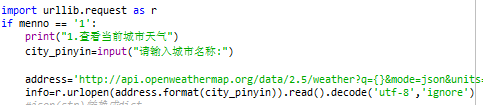 import urllib.request as r
if menno == '1':
print("1.查看当前城市天气")
city_pinyin=input("请输入城市名称:")
address='http://api.openweathermap.org/data/2.5/weather?q={}&mode=json&units=
info=r.urlopen(address.format(city_pinyin)).read().decode('utf-8','ignore')